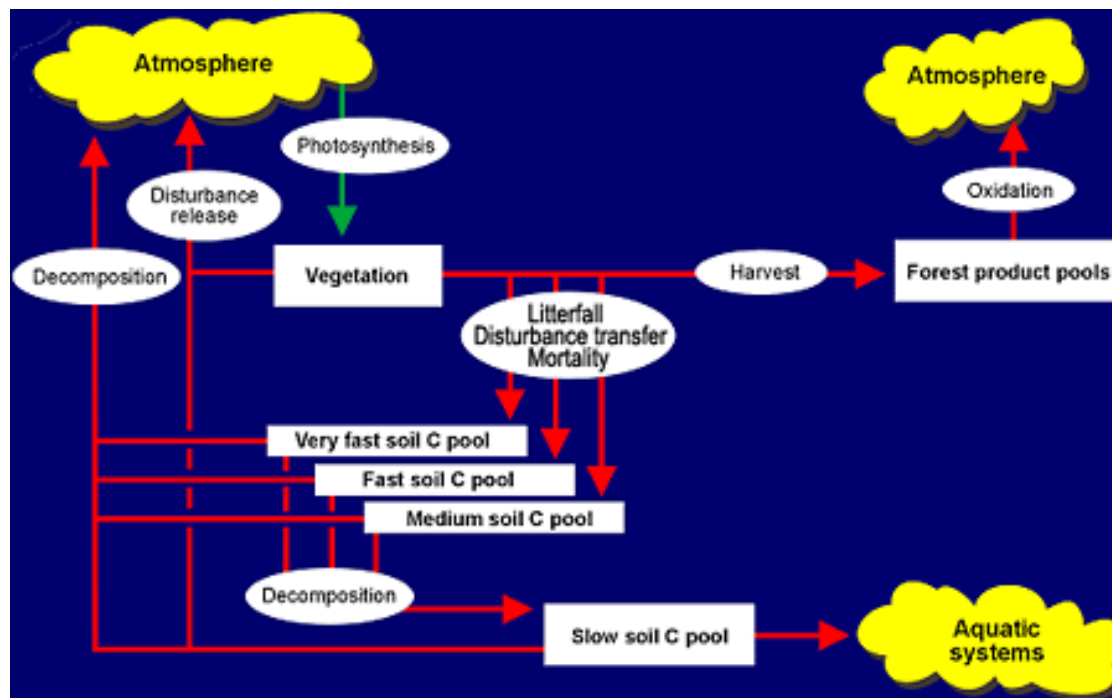 Atmosphere
Atmosphere
Photosynthesis
Disturbance
release
Oxidation
Decomposition
Vegetation
Harvest
Forest product pools
Litterfall
Disturbance transfer
Mortality
Very fast soil C pool
Fast soil C pool
Medium soil C pool
Decomposition
Slow soil C pool
Aquatic
systems